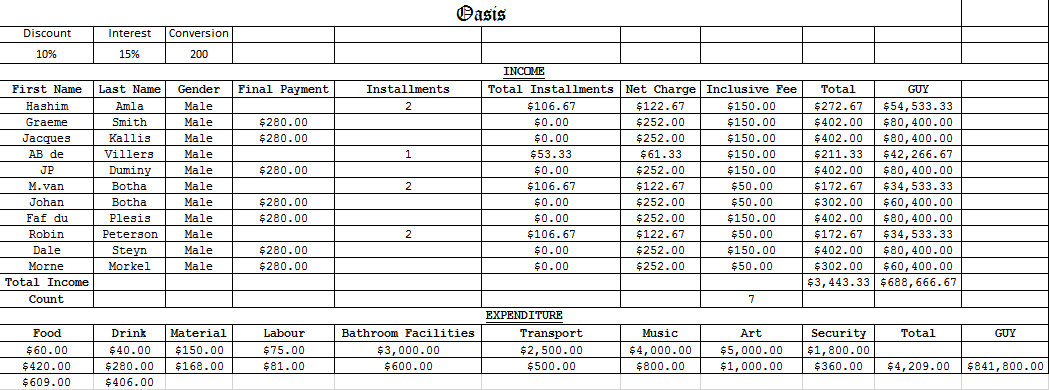 Oasis
Discount Interest Conversion
10% 15% 200
INCOME
First Name Last Name Gender Final Payment Installments Total Installments Net Charge Inclusive Fee Total GUY
Hashim Amla Male 2 $106.67 $122.67 $150.00 $272.67 $54,533.33
Graeme Smith Male $280.00 $0.00 $252.00 $150.00 $402.00 $80,400.00
Jacques Kallis Male $280.00 $0.00 $252.00 $150.00 $402.00 $80,400.00
AB de Villers Male 1 $53.33 $61.33 $150.00 $211.33 $42,266.67
JP Duminy Male $280.00 $0.00 $252.00 $150.00 $402.00 $80,400.00
M.van Botha Male 2 $106.67 $122.67 $50.00 $172.67 $34,533.33
Johan Botha Male $280.00 $0.00 $252.00 $50.00 $302.00 $60,400.00
Faf du Plesis Male $280.00 $0.00 $252.00 $150.00 $402.00 $80,400.00
Robin Peterson Male 2 $106.67 $122.67 $50.00 $172.67 $34,533.33
Dale Steyn Male $280.00 $0.00 $252.00 $150.00 $402.00 $80,400.00
Morne Morkel Male $280.00 $0.00 $252.00 $50.00 $302.00 $60,400.00
Total Income $3,443.33 $688,666.67
Count 7
EXPENDITURE
Food Drink Material Labour Bathroom Facilities Transport Music Art Security Total GUY
$60.00 $40.00 $150.00 $75.00 $3,000.00 $2,500.00 $4,000.00 $5,000.00 $1,800.00
$420.00 $280.00 $168.00 $81.00 $600.00 $500.00 $800.00 $1,000.00 $360.00 $4,209.00 $841,800.00
$609.00 $406.00